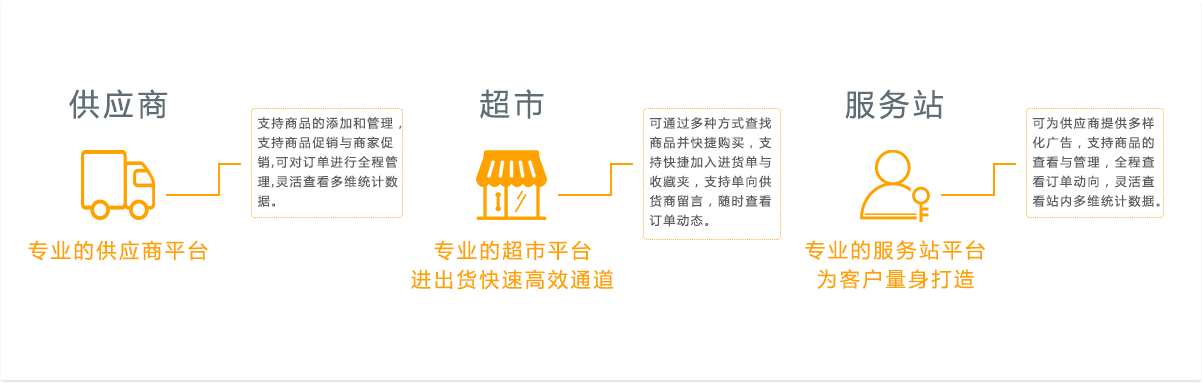 供应商
支持商品的添加和管理，
支持商品促销与商家促
销,可对订单进行全程管
理,灵活查看多维统计数
据。
专业的供应商平台
超市
可通过多种方式查找
商品并快捷购买，支
持快捷加入进货单与
收藏夹，支持单向供
货商留言，随时查看
订单动态。
专业的超市平台
进出货快速高效通道
服务站
可为供应商提供多样
化广告，支持商品的
查看与管理，全程查
看订单动向，灵活查
看站内多维统计数据。
专业的服务站平台
为客户量身打造